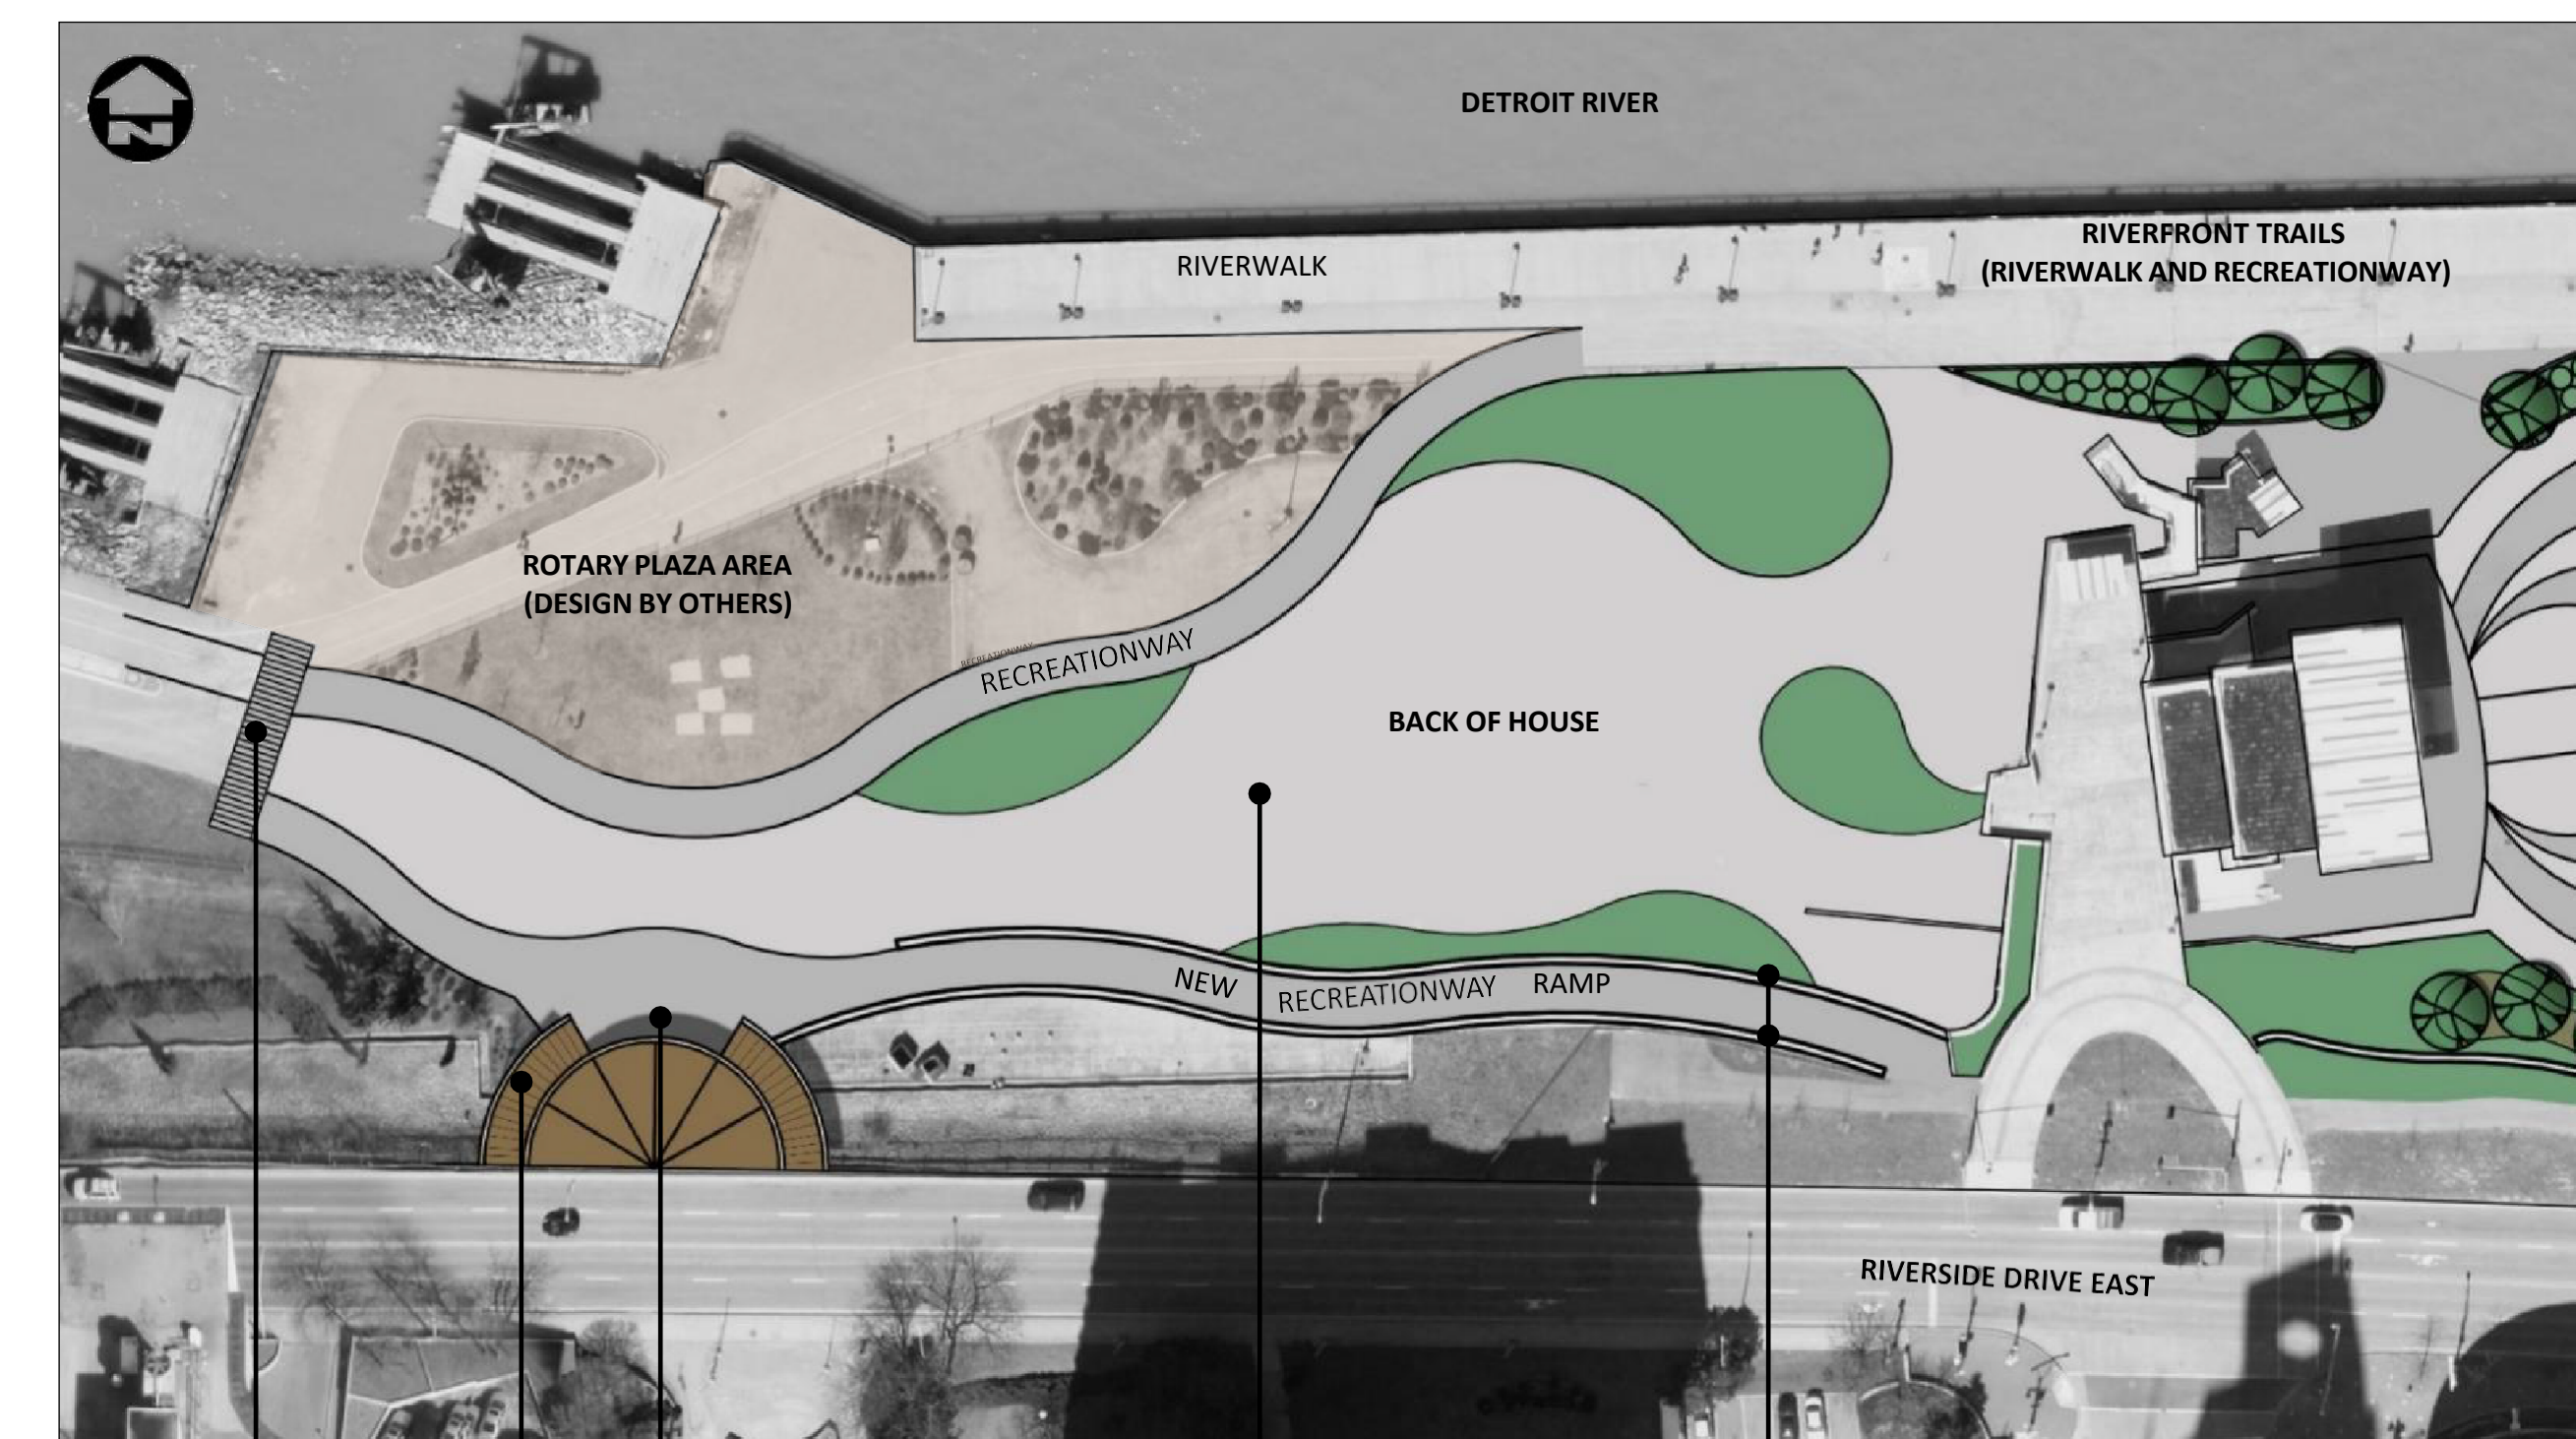 N
DETROIT RIVER
RIVERWALK
RIVERFRONT TRAILS
(RIVERWALK AND RECREATIONWAY)
ROTARY PLAZA AREA
(DESIGN BY OTHERS)
RECREATIONWAY
RECREATIONWAY
BACK OF HOUSE
NEW RECREATIONWAY RAMP
RIVERSIDE DRIVE EAST